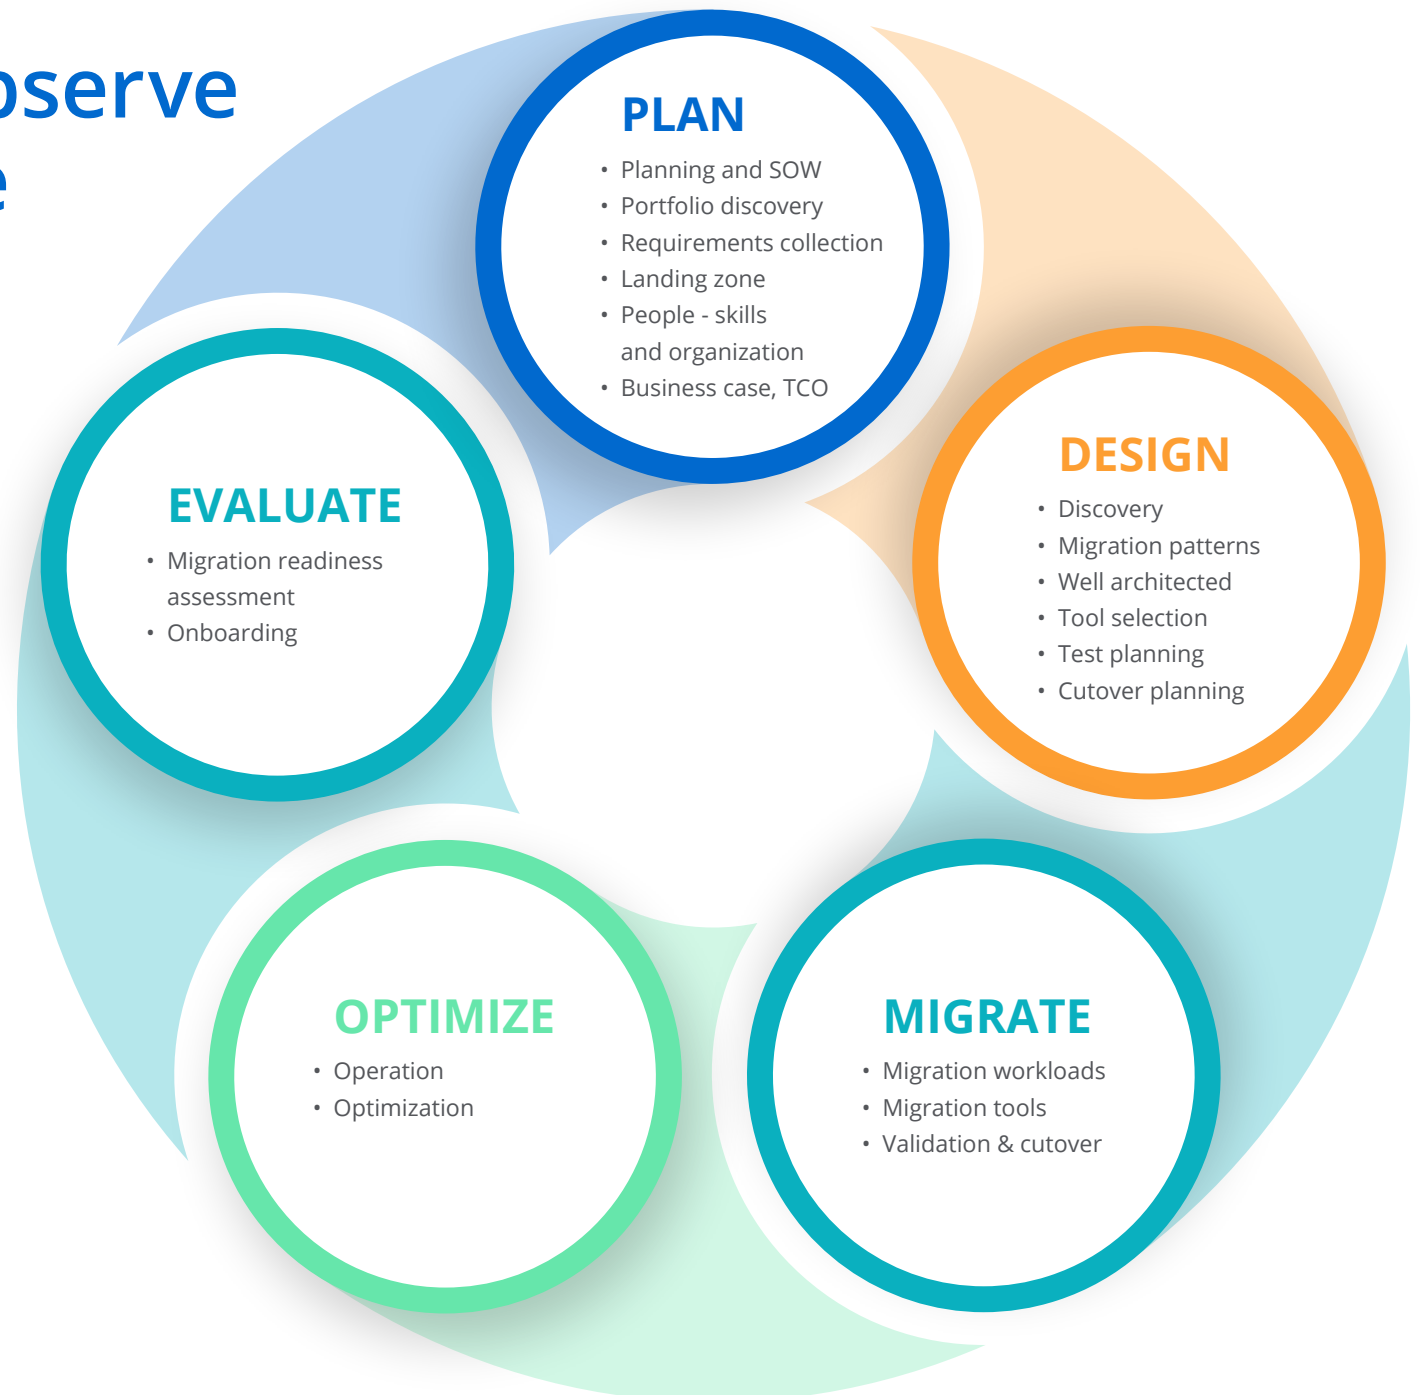 PLAN
• Planning and SOW
• Portfolio discovery
• Requirements collection
• Landing zone
• People - skills
and organization
• Business case, TCO
DESIGN
• Discovery
• Migration patterns
• Well architected
• Tool selection
• Test planning
• Cutover planning
MIGRATE
• Migration workloads
• Migration tools
• Validation & cutover
OPTIMIZE
• Operation
• Optimization
EVALUATE
• Migration readiness
assessment
• Onboarding